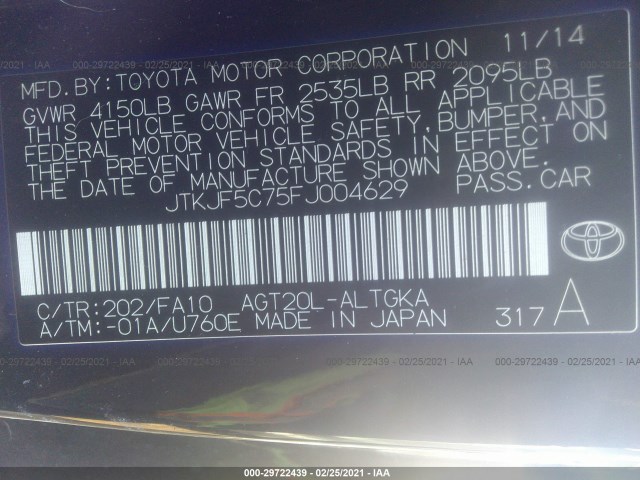 MFD.BY:TOYOTA MOTOR CORPORATION 11/14
GVWR 4150LB GAWR FR 2535LB RR 2095LB
THIS VEHICLE CONFORMS TO ALL APPLICABLE
FEDERAL MOTOR VEHICLE SAFETY,BUMPER,AND
THEFT PREVENTION STANDARDS IN EFFECT ON
THE DATE OF MANUFACTURE SHOWN ABOVE.
JTKJF5C75FJ004629 PASS.CAR
C/TR:202/FA10 AGT20L-ALTGKA
A/TM:-01A/U760E MADE IN JAPAN 317A
000-29722439 - 02/25/2021 - IAA